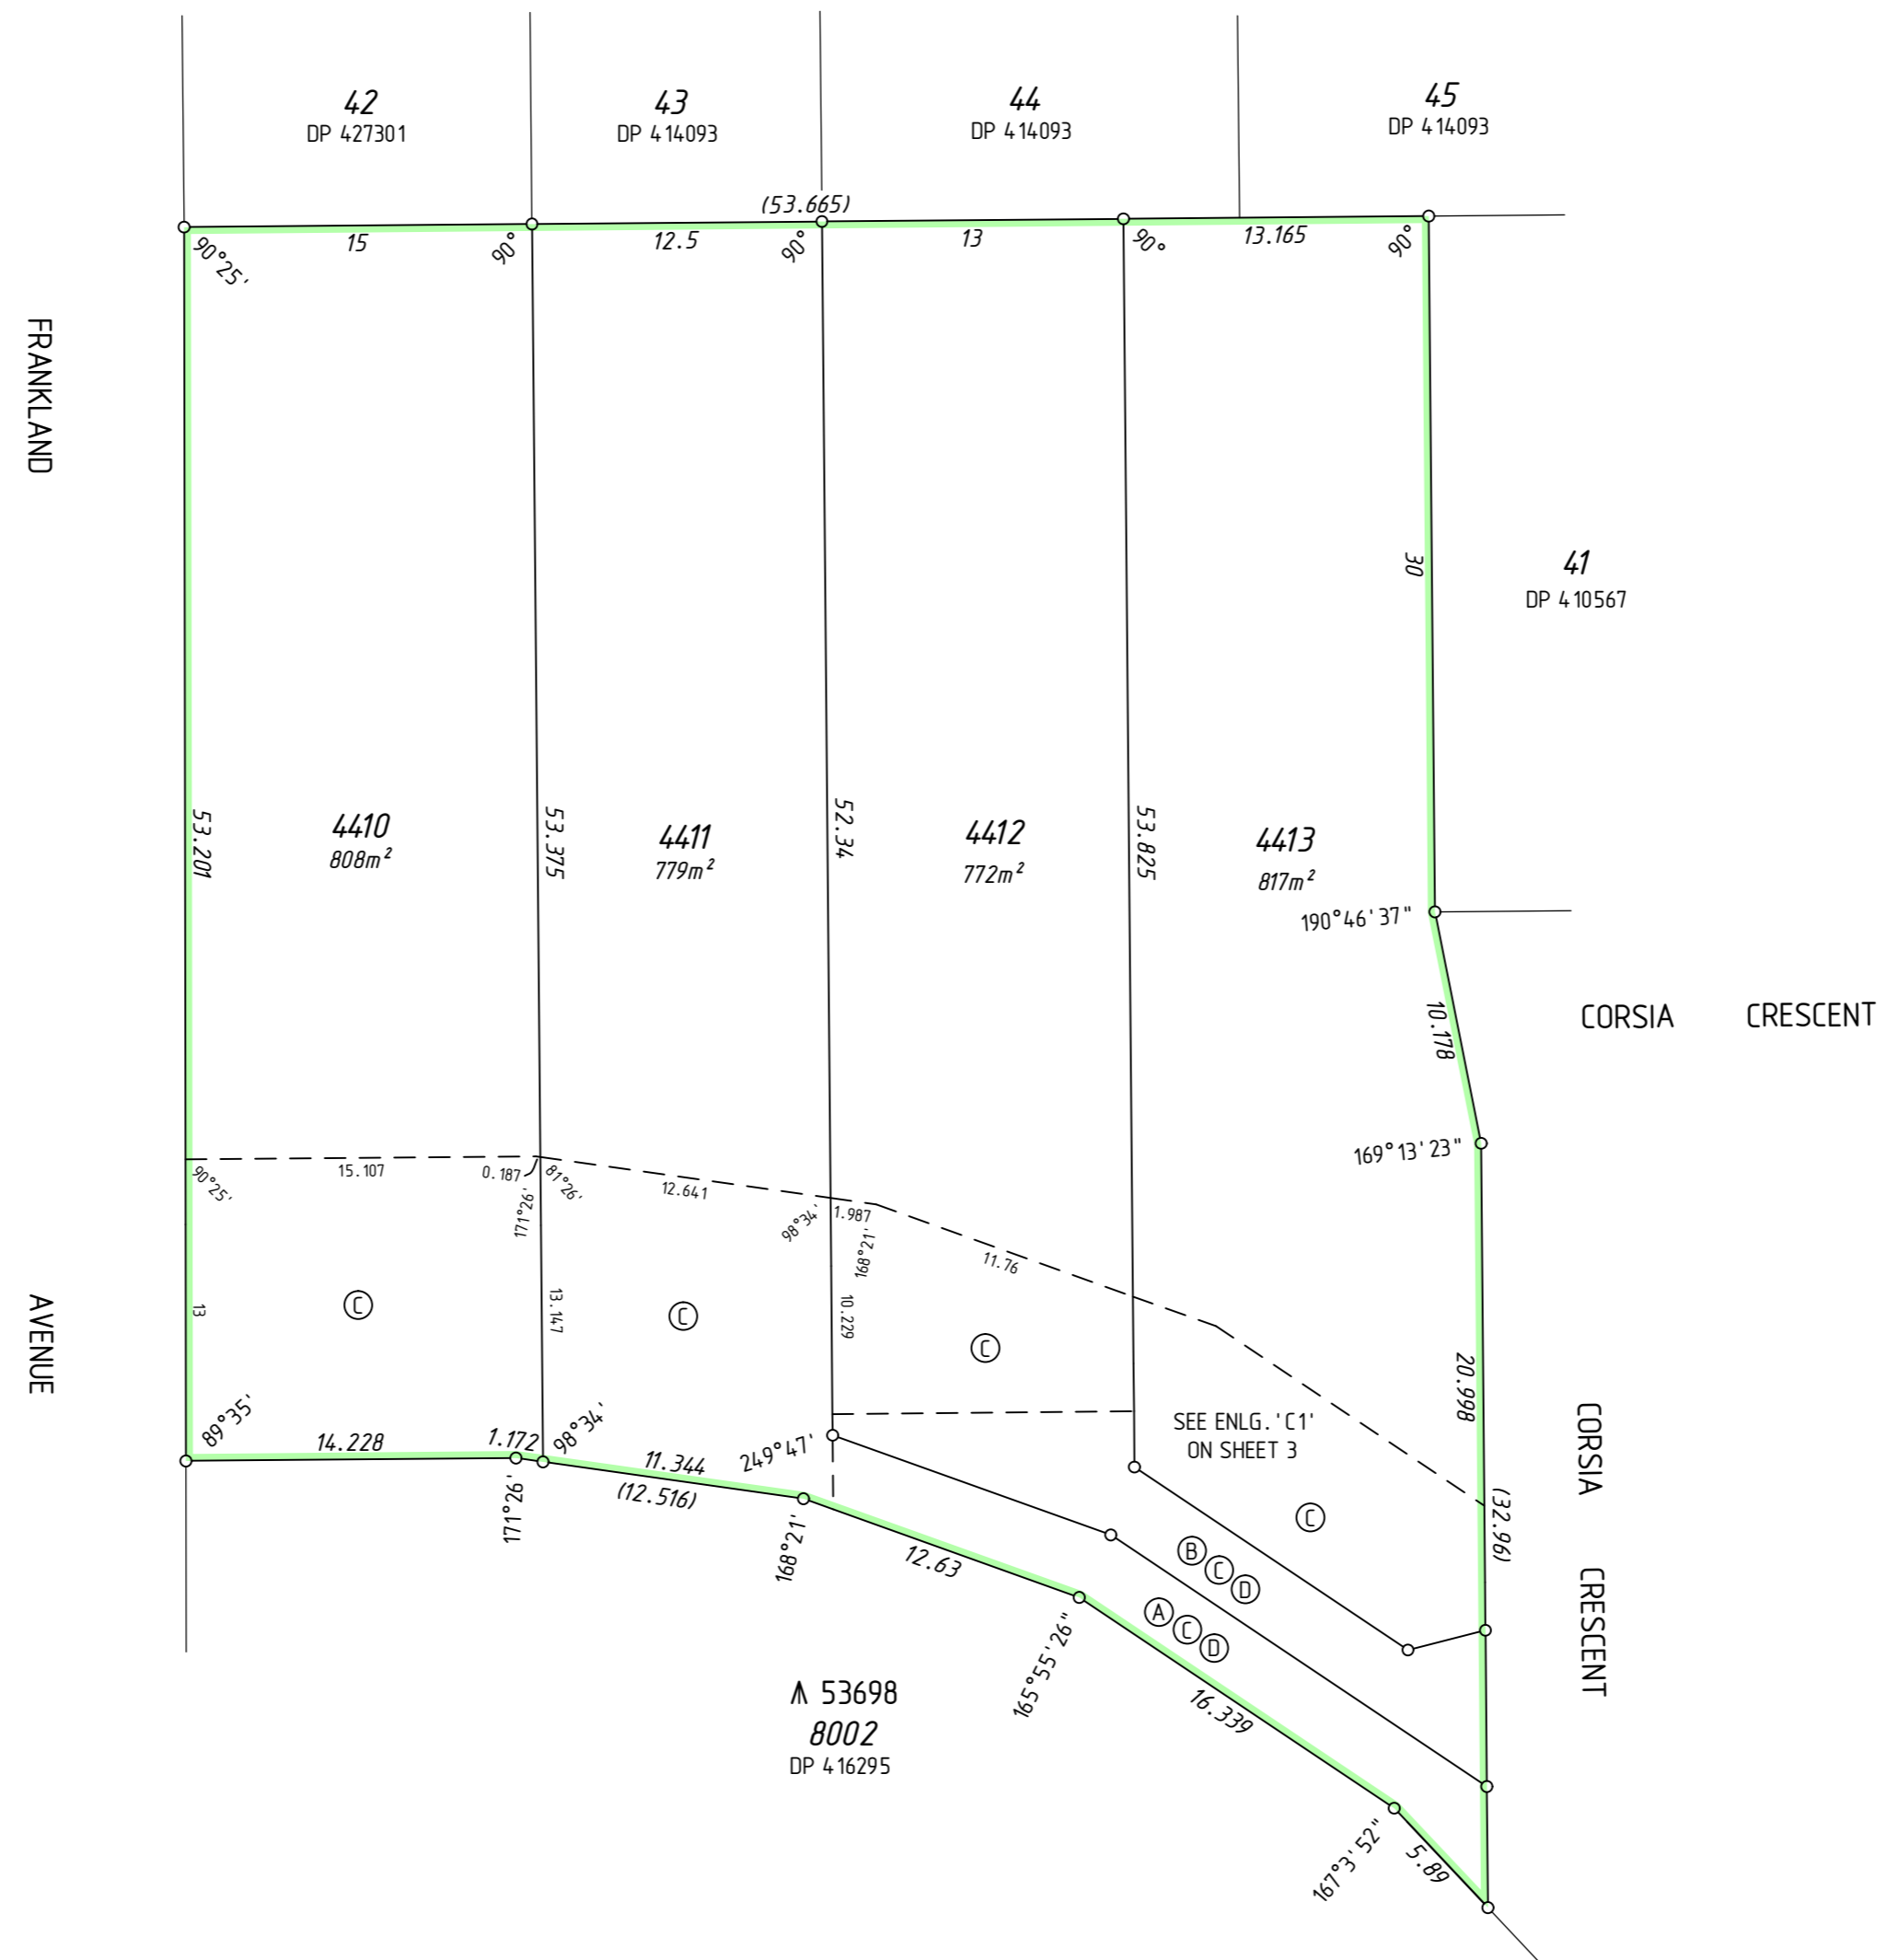 42
DP 427301
43
DP 414093
44
DP 414093
45
DP 414093
(53.665)
15
12.5
13
13.165
90°25'
90°
90°
90°
90°
FRANKLAND
30
41
DP 410567
53.201
4410
808m²
53.375
4411
779m²
52.34
4412
772m²
53.825
4413
817m²
190°46'37"
10.178
CORSIA CRESCENT
169°13'23"
90°25'
15.107
0.187
171°26'
81°26'
12.641
98°34'
1.987
168°21'
11.76
AVENUE
13
C
13.147
C
10.229
C
20.998
CORSIA CRESCENT
89°35'
14.228
1.172
98°34'
171°26'
11.344
(12.516)
249°47'
168°21'
SEE ENLG. 'C1'
ON SHEET 3
C
(32.96)
12.63
B C D
A C D
165°55'26"
16.339
53698
8002
DP 416295
167°3'52"
5.89